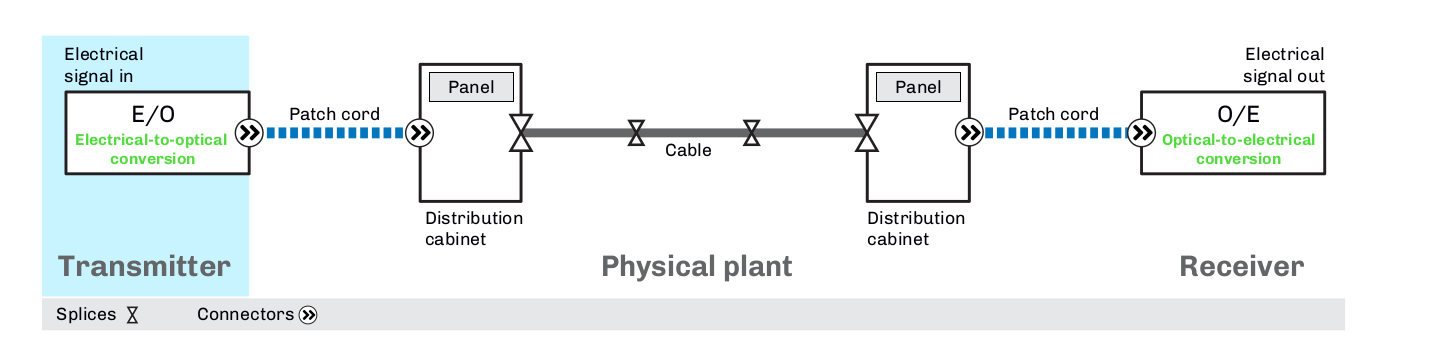 Electrical
signal in
E/O
Electrical-to-optical
conversion
Patch cord
Panel
Distribution
cabinet
Cable
Panel
Distribution
cabinet
Patch cord
Electrical
signal out
O/E
Optical-to-electrical
conversion
Transmitter
Physical plant
Receiver
Splices
Connectors